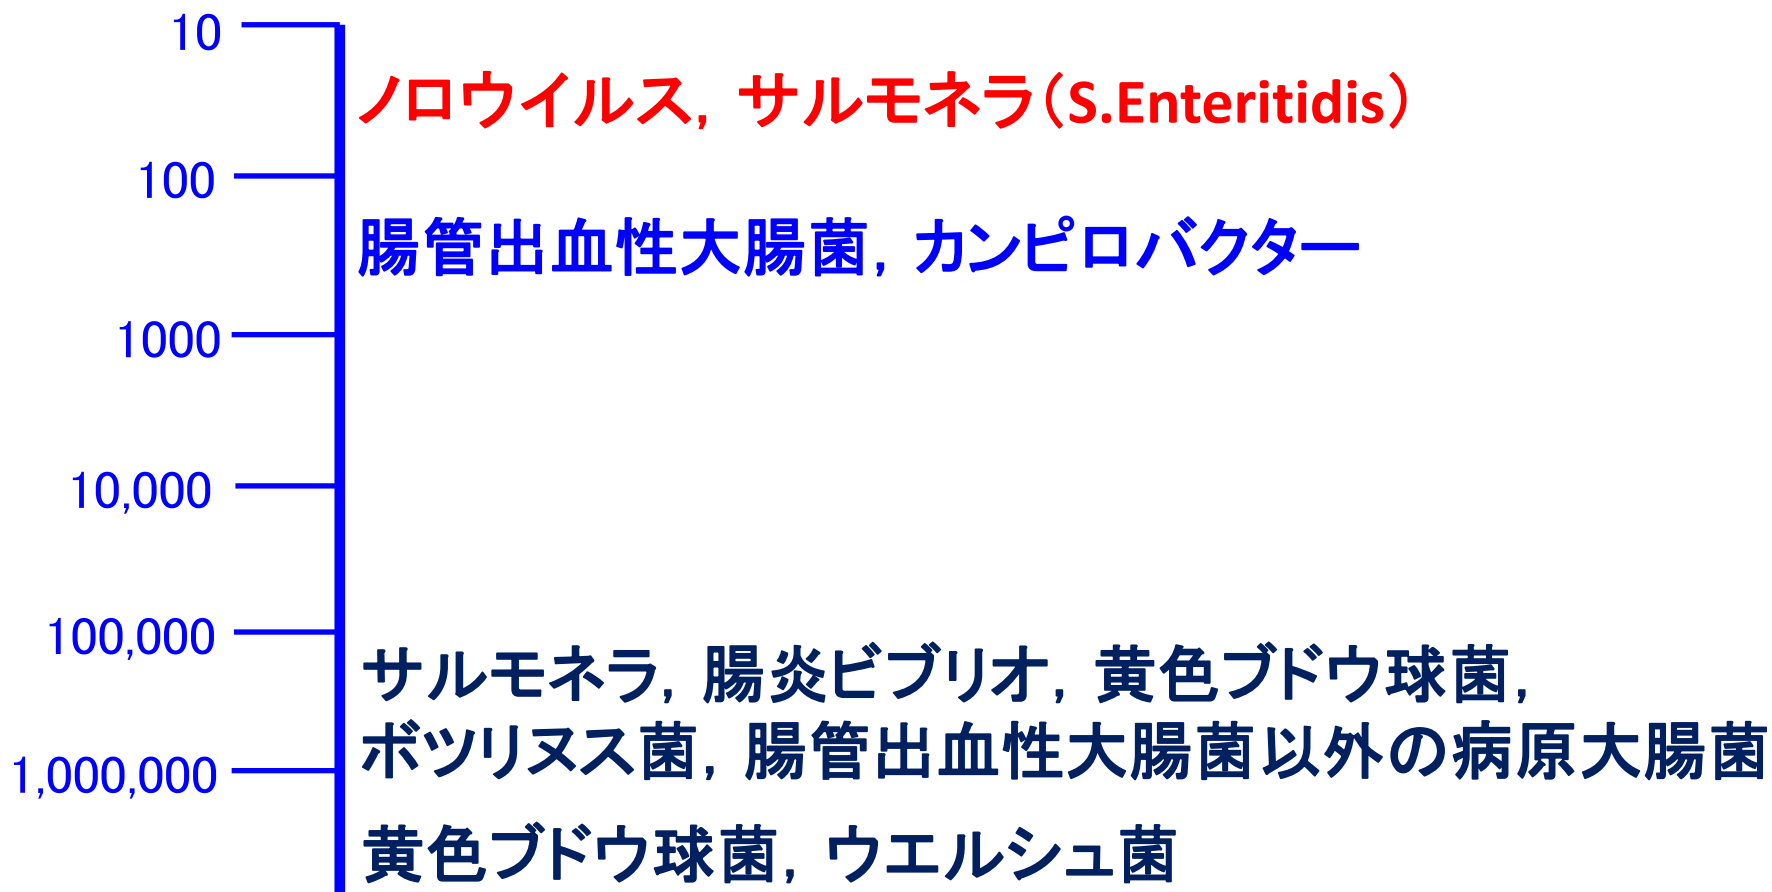 10
ノロウイルス，サルモネラ（S.Enteritidis）
100
腸管出血性大腸菌，カンピロバクター
1000
10,000
100,000
サルモネラ，腸炎ビブリオ，黄色ブドウ球菌，
ボツリヌス菌，腸管出血性大腸菌以外の病原大腸菌
1,000,000
黄色ブドウ球菌，ウエルシュ菌